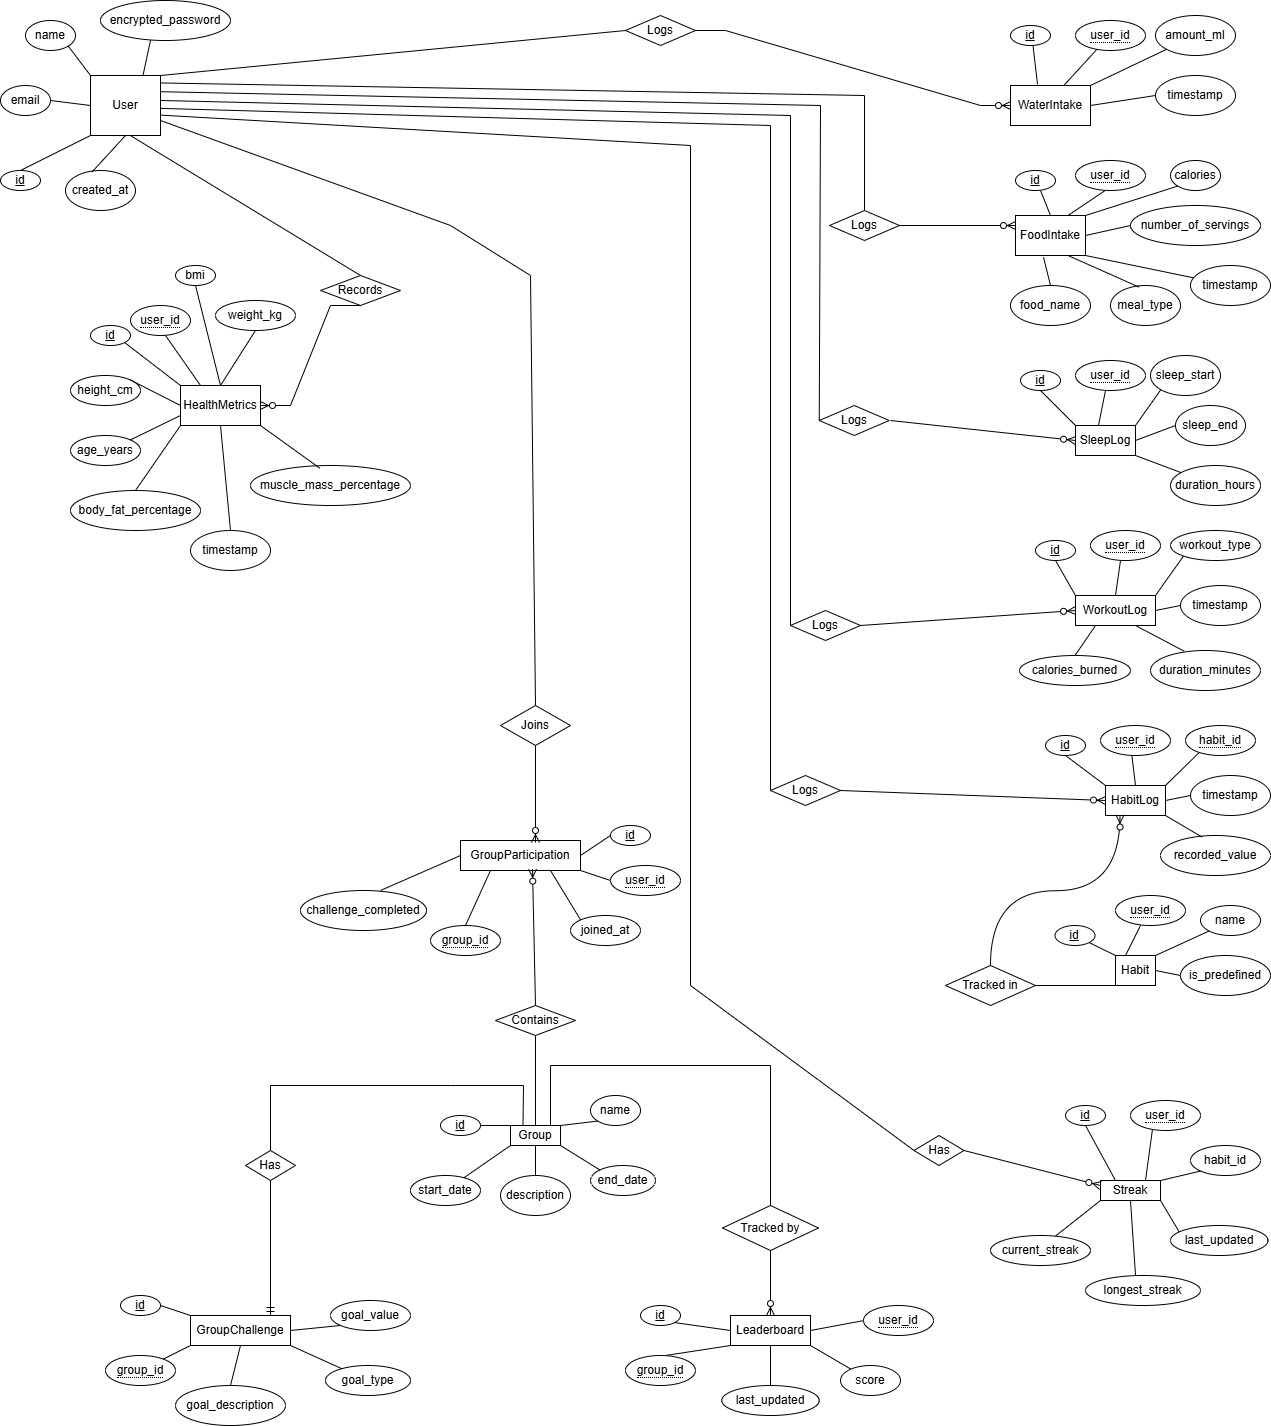 encrypted_password
name
User
email
id
created_at
Logs
id
user_id
amount_ml
WaterIntake
timestamp
Logs
id
user_id
calories
FoodIntake
number_of_servings
timestamp
food_name
meal_type
Records
bmi
user_id
weight_kg
id
height_cm
HealthMetrics
age_years
body_fat_percentage
muscle_mass_percentage
timestamp
Logs
id
user_id
sleep_start
SleepLog
sleep_end
duration_hours
Logs
id
user_id
workout_type
WorkoutLog
timestamp
calories_burned
duration_minutes
Joins
Logs
id
user_id
habit_id
HabitLog
timestamp
recorded_value
GroupParticipation
id
user_id
challenge_completed
group_id
joined_at
Tracked in
id
user_id
name
Habit
is_predefined
Contains
id
name
Group
start_date
description
end_date
Has
Tracked by
Has
id
user_id
habit_id
Streak
last_updated
current_streak
longest_streak
id
goal_value
GroupChallenge
group_id
goal_description
goal_type
id
user_id
Leaderboard
group_id
last_updated
score